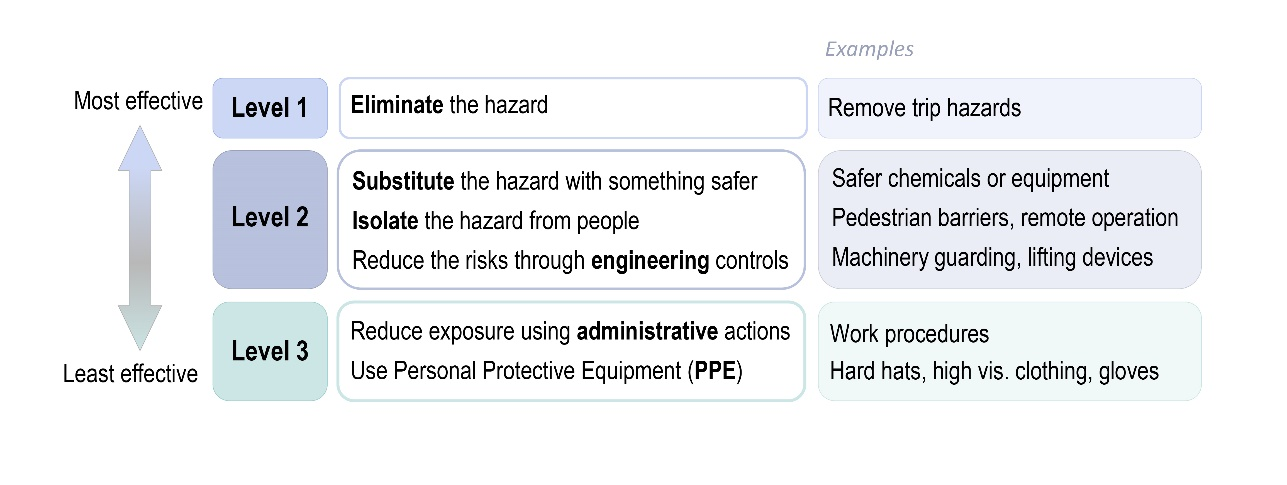 Examples
Most effective
Level 1
Eliminate the hazard
Remove trip hazards
Level 2
Substitute the hazard with something safer
Safer chemicals or equipment
Isolate the hazard from people
Pedestrian barriers, remote operation
Reduce the risks through engineering controls
Machinery guarding, lifting devices
Least effective
Level 3
Reduce exposure using administrative actions
Work procedures
Use Personal Protective Equipment (PPE)
Hard hats, high vis. clothing, gloves